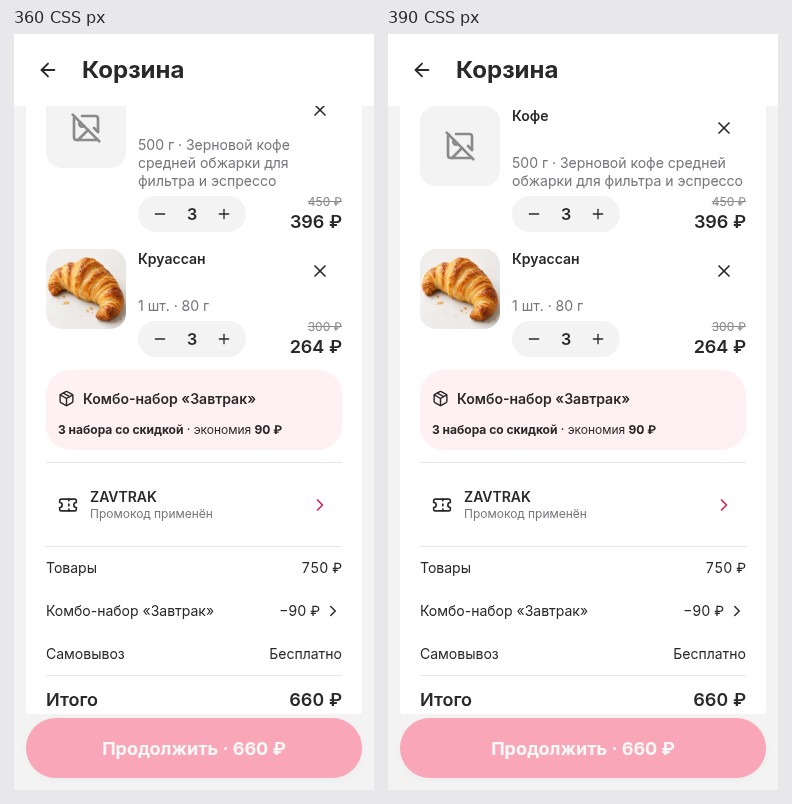 360 CSS px
Корзина
500 г · Зерновой кофе
средней обжарки для
фильтра и эспрессо
450 ₽
− 3 +
396 ₽
Круассан
1 шт. · 80 г
300 ₽
− 3 +
264 ₽
Комбо-набор «Завтрак»
3 набора со скидкой · экономия 90 ₽
ZAVTRAK
Промокод применён
Товары 750 ₽
Комбо-набор «Завтрак» −90 ₽
Самовывоз Бесплатно
Итого 660 ₽
Продолжить · 660 ₽
390 CSS px
Корзина
Кофе
500 г · Зерновой кофе средней
обжарки для фильтра и эспрессо
450 ₽
− 3 +
396 ₽
Круассан
1 шт. · 80 г
300 ₽
− 3 +
264 ₽
Комбо-набор «Завтрак»
3 набора со скидкой · экономия 90 ₽
ZAVTRAK
Промокод применён
Товары 750 ₽
Комбо-набор «Завтрак» −90 ₽
Самовывоз Бесплатно
Итого 660 ₽
Продолжить · 660 ₽